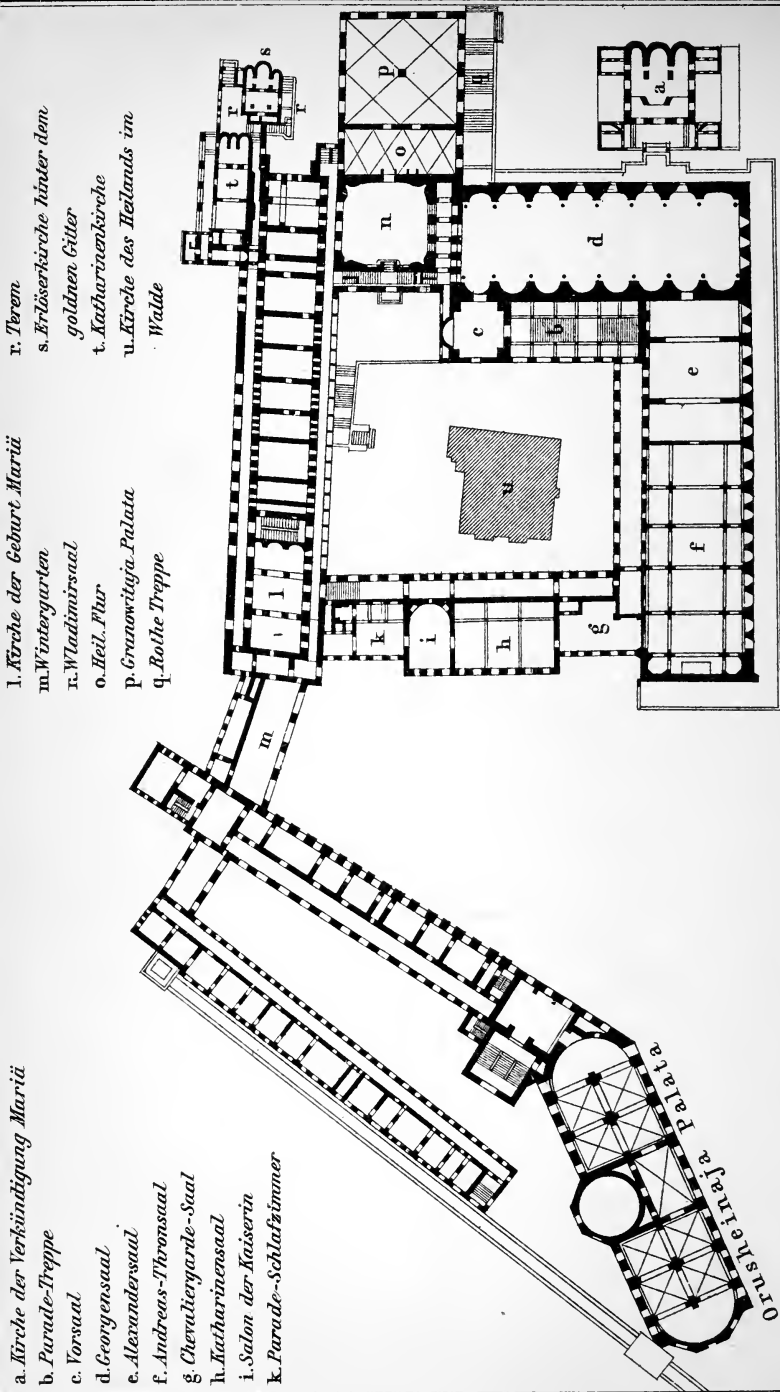 a. Kirche der Verkündigung Mariä
b. Parade-Treppe
c. Vorsaal
d. Georgensaal
e. Alexandersaal
f. Andreas-Thronsaal
g. Chevaliergarde-Saal
h. Katharinensaal
i. Salon der Kaiserin
k. Parade-Schlafzimmer
l. Kirche der Geburt Mariä
m. Wintergarten
n. Wladimirsaal
o. Heil. Flur
p. Granowitaja Palata
q. Rothe Treppe
r. Terem
s. Erlöserkirche hinter dem
goldnen Gitter
t. Katharinenkirche
u. Kirche des Heilands im
Walde
r
s
r
t
p
q
o
n
a
d
c
b
e
f
u
l
k
i
h
g
m
Orusheinaja Palata